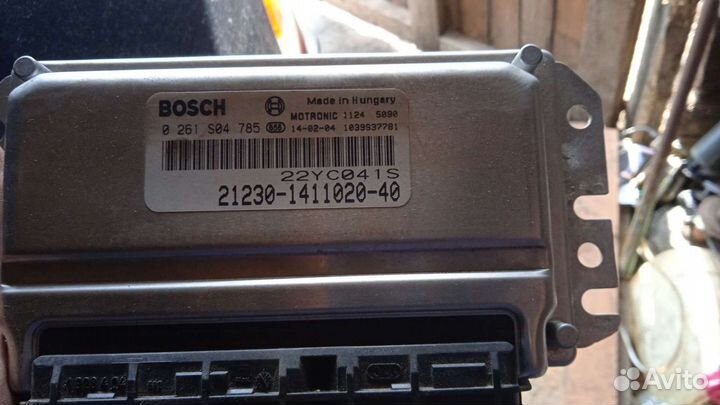 BOSCH
Made in Hungary
MOTRONIC 1124 5090
0 261 S04 785 14-02-04 1039S37781
22YC041S
21230-1411020-40
Avito